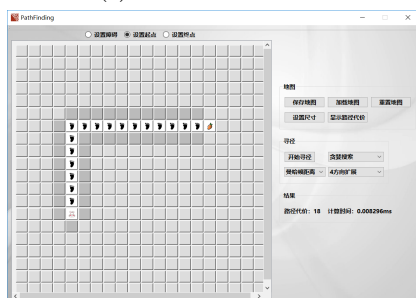 PathFinding
设置障碍 设置起点 设置终点
地图
保存地图 加载地图 重置地图
设置尺寸 显示路径代价
寻径
开始寻径 贪婪搜索
曼哈顿距离 4方向扩展
结果
路径代价: 18 计算时间: 0.008296ms